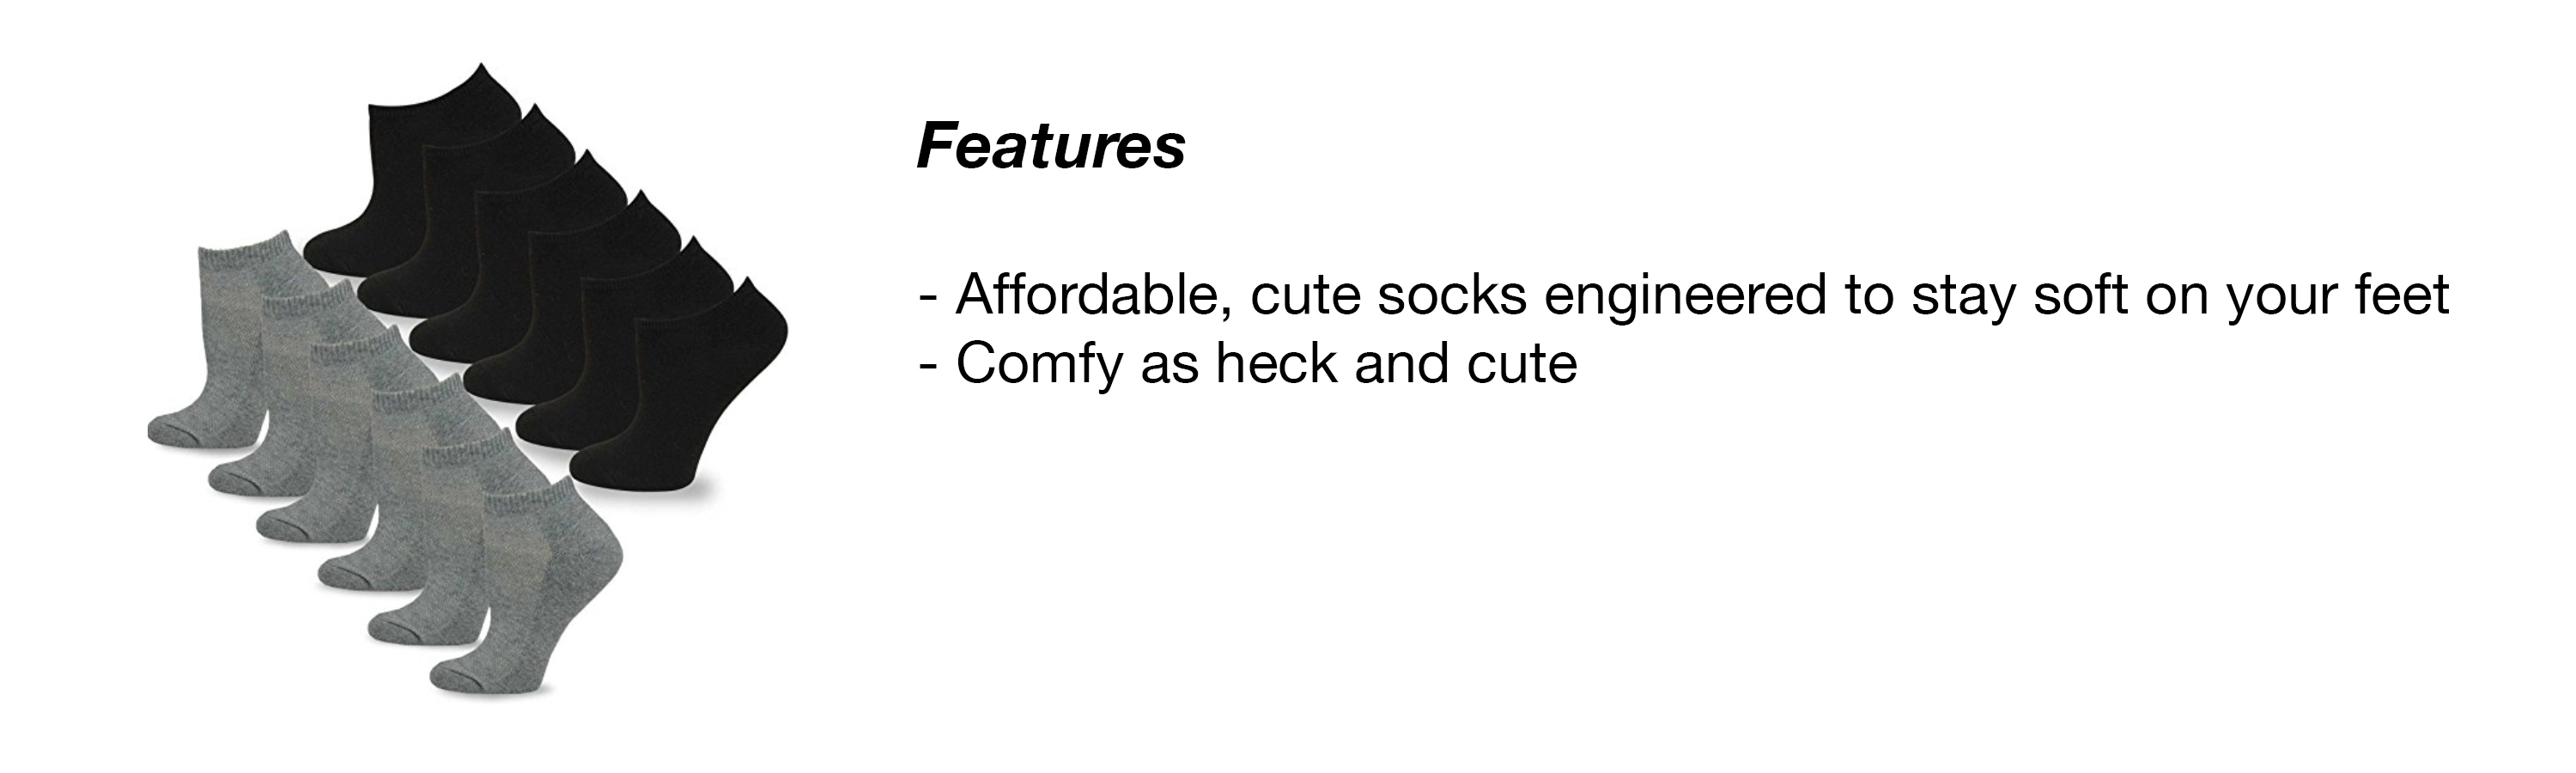 Features
- Affordable, cute socks engineered to stay soft on your feet
- Comfy as heck and cute